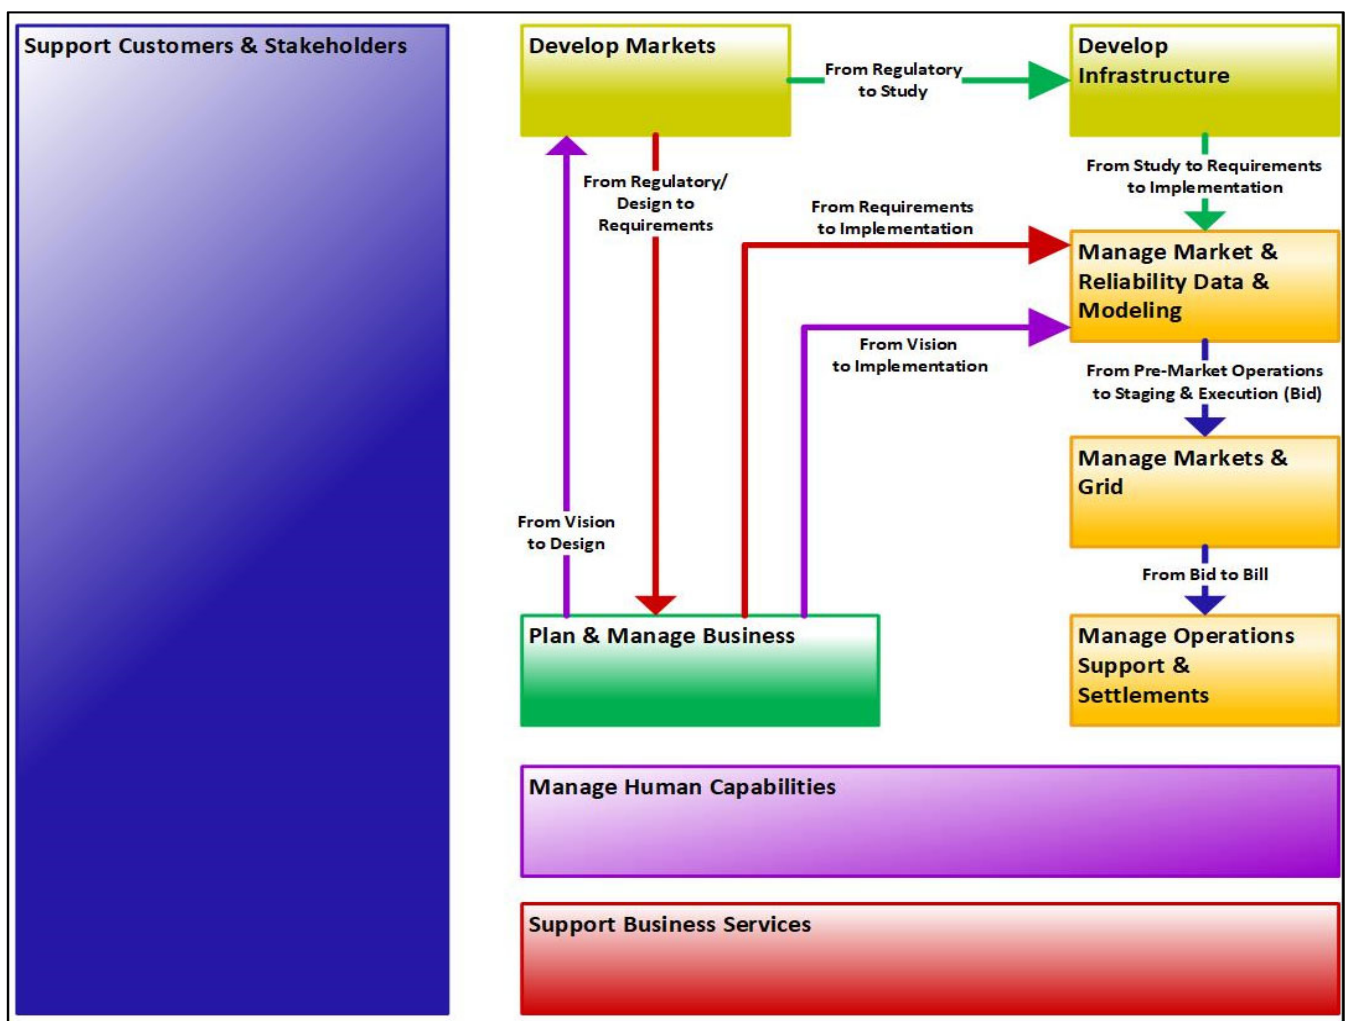 Support Customers & Stakeholders
Develop Markets
From Regulatory
to Study
Develop
Infrastructure
From Regulatory/
Design to
Requirements
From Requirements
to Implementation
From Study to Requirements
to Implementation
Manage Market &
Reliability Data &
Modeling
From Vision
to Implementation
From Pre-Market Operations
to Staging & Execution (Bid)
Manage Markets &
Grid
From Vision
to Design
From Bid to Bill
Plan & Manage Business
Manage Operations
Support &
Settlements
Manage Human Capabilities
Support Business Services